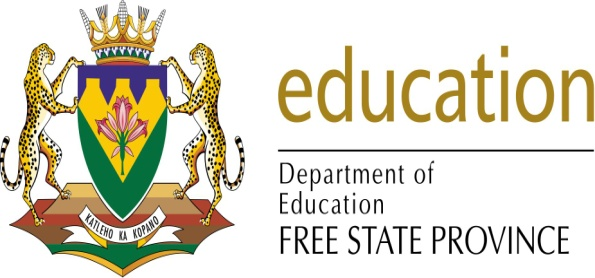 KATLEHO KA KOPANO
education
Department of
Education
FREE STATE PROVINCE